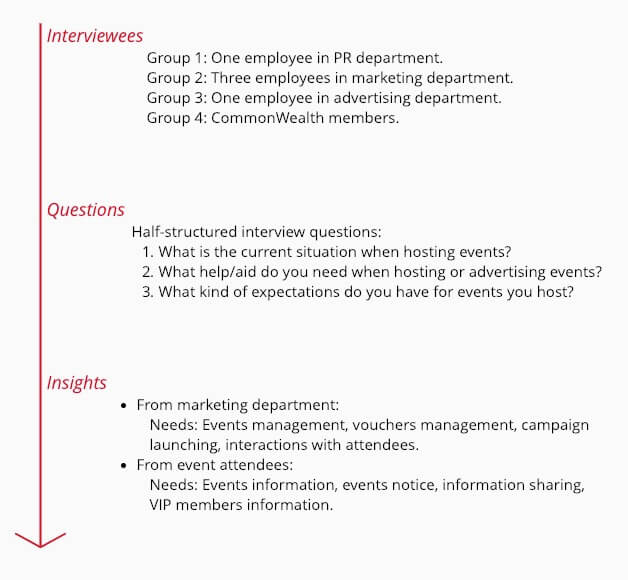 Interviewees
Group 1: One employee in PR department.
Group 2: Three employees in marketing department.
Group 3: One employee in advertising department.
Group 4: CommonWealth members.
Questions
Half-structured interview questions:
1. What is the current situation when hosting events?
2. What help/aid do you need when hosting or advertising events?
3. What kind of expectations do you have for events you host?
Insights
• From marketing department:
Needs: Events management, vouchers management, campaign
launching, interactions with attendees.
• From event attendees:
Needs: Events information, events notice, information sharing,
VIP members information.